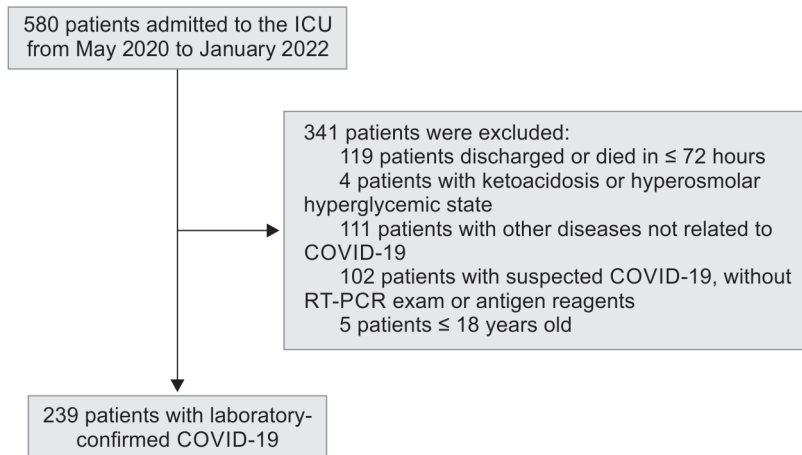 580 patients admitted to the ICU
from May 2020 to January 2022
341 patients were excluded:
119 patients discharged or died in ≤ 72 hours
4 patients with ketoacidosis or hyperosmolar
hyperglycemic state
111 patients with other diseases not related to
COVID-19
102 patients with suspected COVID-19, without
RT-PCR exam or antigen reagents
5 patients ≤ 18 years old
239 patients with laboratory-
confirmed COVID-19